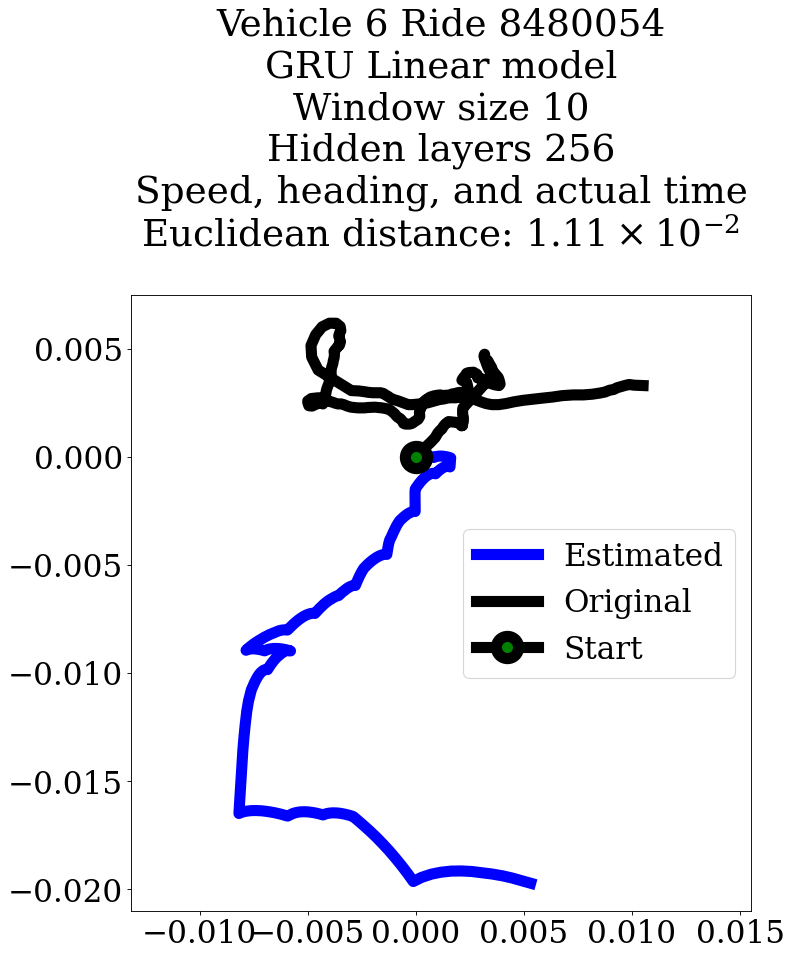 Vehicle 6 Ride 8480054
GRU Linear model
Window size 10
Hidden layers 256
Speed, heading, and actual time
Euclidean distance: 1.11 × 10⁻²
0.005
0.000
−0.005
−0.010
−0.015
−0.020
Estimated
Original
Start
−0.010
−0.005
0.000
0.005
0.010
0.015